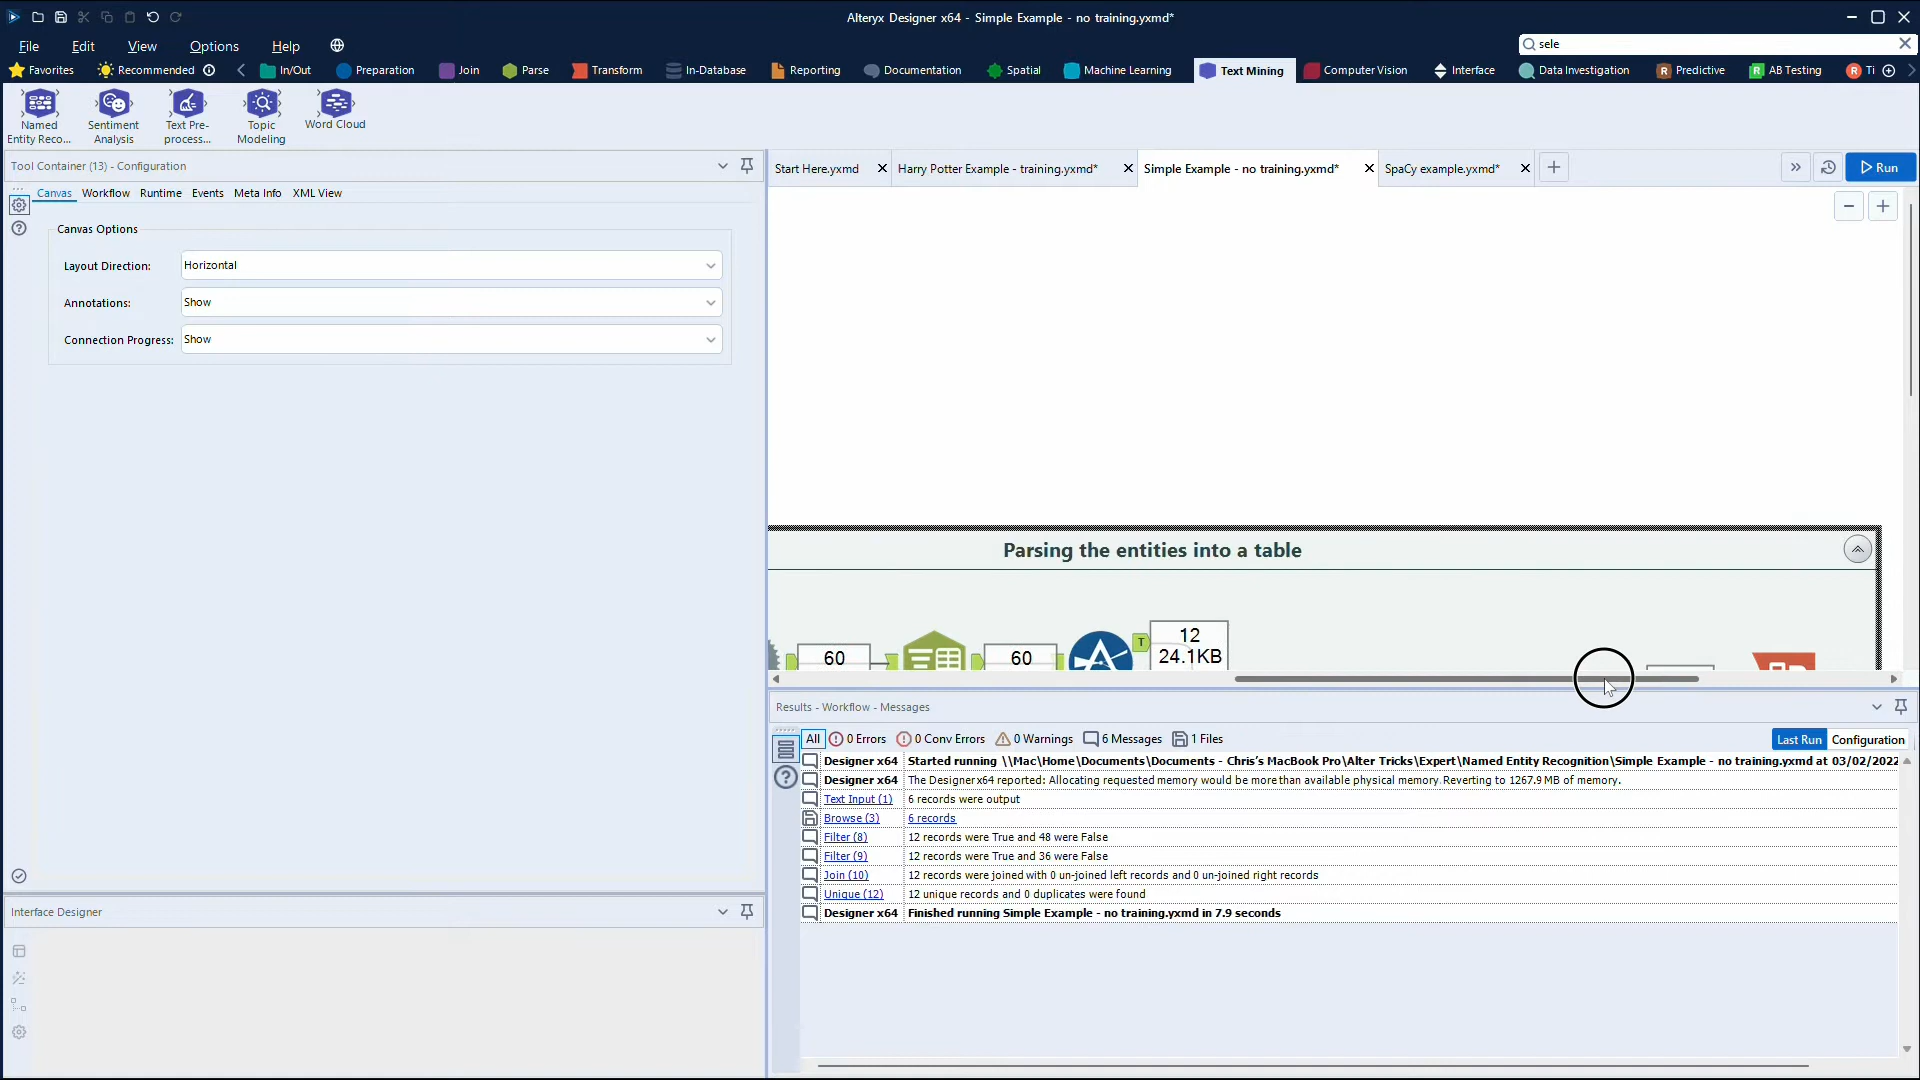 Alteryx Designer x64 - Simple Example - no training.yxmd*
File Edit View Options Help
sele
Favorites Recommended In/Out Preparation Join Parse Transform In-Database Reporting Documentation Spatial Machine Learning Text Mining Computer Vision Interface Data Investigation Predictive AB Testing Ti
Named Entity Reco...
Sentiment Analysis
Text Pre-process...
Topic Modeling
Word Cloud
Tool Container (13) - Configuration
Start Here.yxmd Harry Potter Example - training.yxmd* Simple Example - no training.yxmd* SpaCy example.yxmd* Run
Canvas Workflow Runtime Events Meta Info XML View
Canvas Options
Layout Direction: Horizontal
Annotations: Show
Connection Progress: Show
Parsing the entities into a table
60
60
T
12
24.1KB
Results - Workflow - Messages
All 0 Errors 0 Conv Errors 0 Warnings 6 Messages 1 Files Last Run Configuration
Designer x64 Started running \\Mac\Home\Documents\Documents - Chris's MacBook Pro\Alter Tricks\Expert\Named Entity Recognition\Simple Example - no training.yxmd at 03/02/2022
Designer x64 The Designer x64 reported: Allocating requested memory would be more than available physical memory. Reverting to 1267.9 MB of memory.
Text Input (1) 6 records were output
Browse (3) 6 records
Filter (8) 12 records were True and 48 were False
Filter (9) 12 records were True and 36 were False
Join (10) 12 records were joined with 0 un-joined left records and 0 un-joined right records
Unique (12) 12 unique records and 0 duplicates were found
Designer x64 Finished running Simple Example - no training.yxmd in 7.9 seconds
Interface Designer